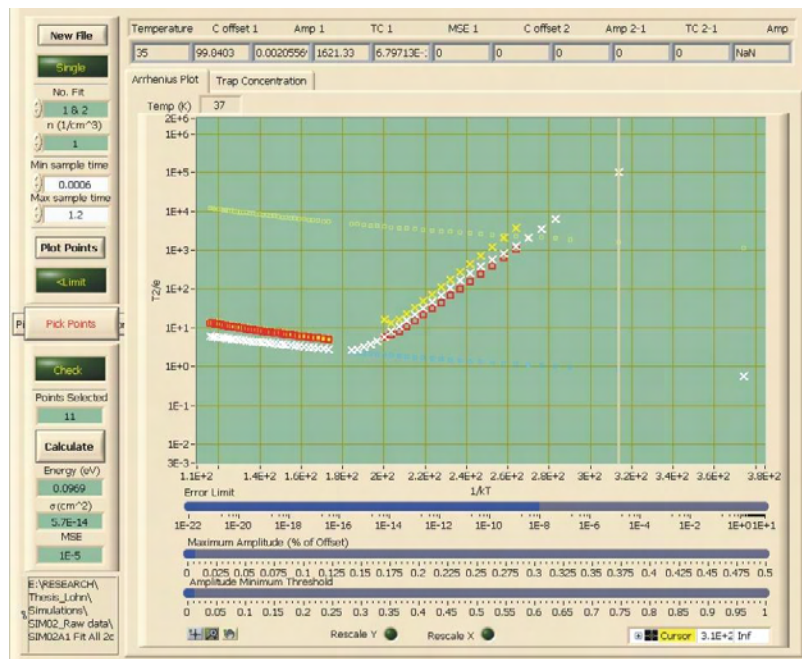 New File
Single
No. Fit
1 & 2
n (1/cm^3)
1
Min sample time
0.0006
Max sample time
1.2
Plot Points
<Limit
Pick Points
Check
Points Selected
11
Calculate
Energy (eV)
0.0969
σ(cm^2)
5.7E-14
MSE
1E-5
E:\RESEARCH\
Thesis_Lohn\
Simulations\
SIM02_Raw data\
SIM02A1 Fit All 2c
Temperature C offset 1 Amp 1 TC 1 MSE 1 C offset 2 Amp 2-1 TC 2-1 Amp
35 99.8403 0.0020556 1621.33 6.79713E- 0 0 0 0 NaN
Arrhenius Plot Trap Concentration
Temp (K) 37
2E+6
1E+6
1E+5
1E+4
1E+3
1E+2
1E+1
1E+0
1E-1
1E-2
3E-3
T2/e
1.1E+2 1.4E+2 1.6E+2 1.8E+2 2E+2 2.2E+2 2.4E+2 2.6E+2 2.8E+2 3E+2 3.2E+2 3.4E+2 3.6E+2 3.8E+2
1/kT
Error Limit
1E-22 1E-20 1E-18 1E-16 1E-14 1E-12 1E-10 1E-8 1E-6 1E-4 1E-2 1E+01E+1
Maximum Amplitude (% of Offset)
0 0.025 0.05 0.075 0.1 0.125 0.15 0.175 0.2 0.225 0.25 0.275 0.3 0.325 0.35 0.375 0.4 0.425 0.45 0.475 0.5
Amplitude Minimum Threshold
0 0.05 0.1 0.15 0.2 0.25 0.3 0.35 0.4 0.45 0.5 0.55 0.6 0.65 0.7 0.75 0.8 0.85 0.9 0.95 1
Rescale Y Rescale X
Cursor 3.1E+2 Inf